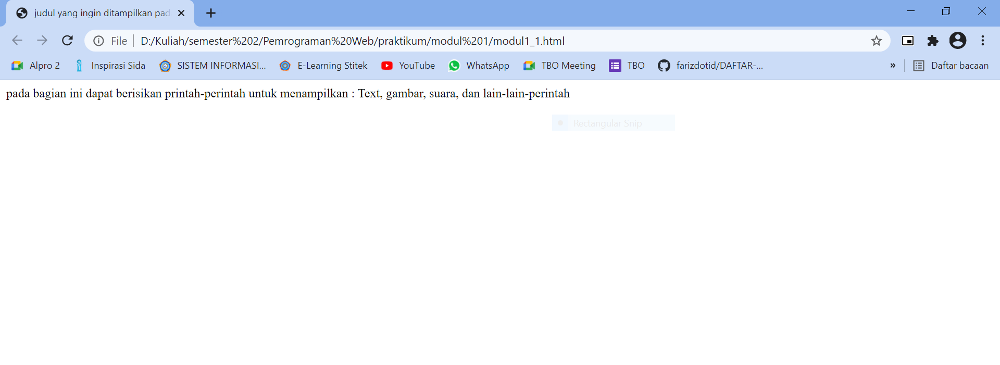 judul yang ingin ditampilkan pad
File D:/Kuliah/semester%202/Pemrograman%20Web/praktikum/modul%201/modul1_1.html
Alpro 2 Inspirasi Sida SISTEM INFORMASI... E-Learning Stitek YouTube WhatsApp TBO Meeting TBO farizdotid/DAFTAR-... » Daftar bacaan
pada bagian ini dapat berisikan printah-perintah untuk menampilkan : Text, gambar, suara, dan lain-lain-perintah
Rectangular Snip